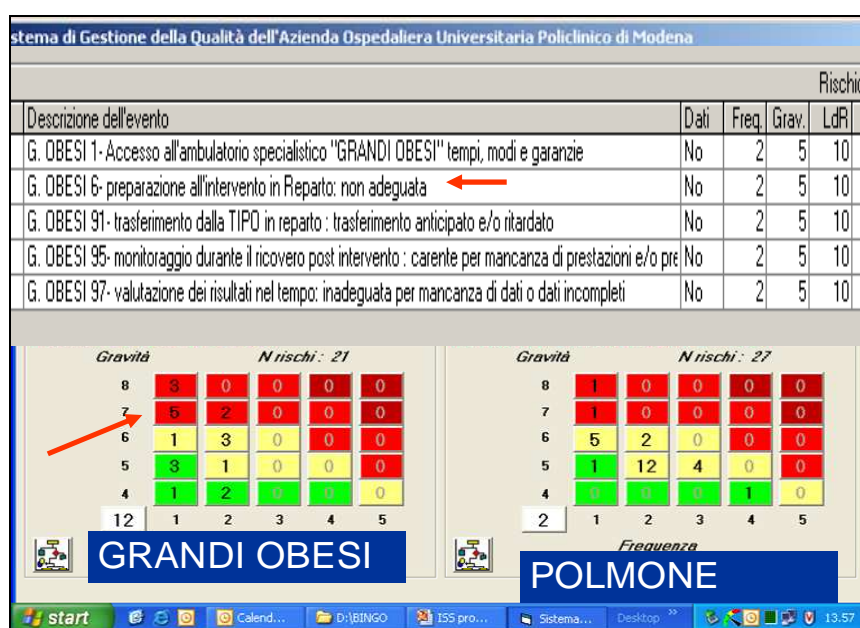 stema di Gestione della Qualità dell'Azienda Ospedaliera Universitaria Policlinico di Modena
Rischio
Descrizione dell'evento Dati Freq. Grav. LdR
G. OBESI 1- Accesso all'ambulatorio specialistico "GRANDI OBESI" tempi, modi e garanzie No 2 5 10
G. OBESI 6- preparazione all'intervento in Reparto: non adeguata No 2 5 10
G. OBESI 91- trasferimento dalla TIPO in reparto : trasferimento anticipato e/o ritardato No 2 5 10
G. OBESI 95- monitoraggio durante il ricovero post intervento : carente per mancanza di prestazioni e/o pre No 2 5 10
G. OBESI 97- valutazione dei risultati nel tempo: inadeguata per mancanza di dati o dati incompleti No 2 5 10
Gravità N rischi : 21 Gravità N rischi : 27
8 3 0 0 0 0 8 1 0 0 0 0
7 5 2 0 0 0 7 1 0 0 0 0
6 1 3 0 0 0 6 5 2 0 0 0
5 3 1 0 0 0 5 1 12 4 0 0
4 1 2 0 0 0 4 0 0 0 1 0
12 1 2 3 4 5 2 1 2 3 4 5
Frequenza
GRANDI OBESI POLMONE
start Calend... D:\BINGO ISS pro... Sistema... Desktop » 13.57